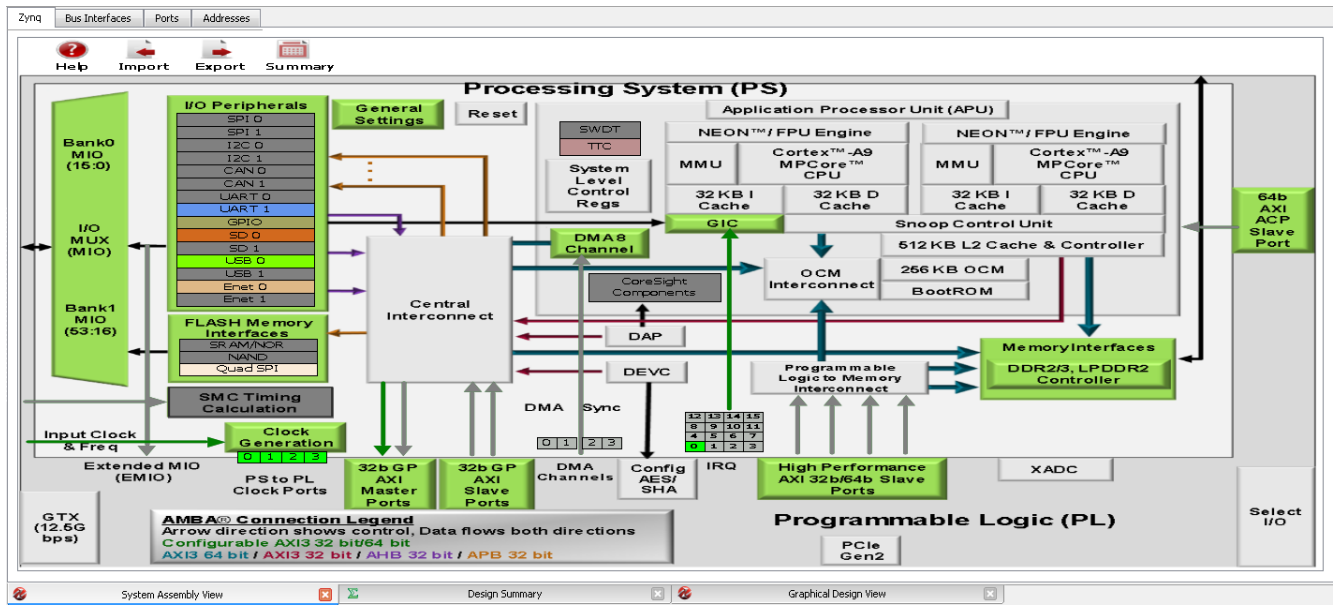 Zynq
Bus Interfaces
Ports
Addresses
Help
Import
Export
Summary
Processing System (PS)
Bank0
MIO
(15:0)
I/O
MUX
(MIO)
Bank1
MIO
(53:16)
I/O Peripherals
SPI 0
SPI 1
I2C 0
I2C 1
CAN 0
CAN 1
UART 0
UART 1
GPIO
SD 0
SD 1
USB 0
USB 1
Enet 0
Enet 1
FLASH Memory
Interfaces
SRAM/NOR
NAND
Quad SPI
SMC Timing
Calculation
General
Settings
Reset
Application Processor Unit (APU)
SWDT
TTC
System
Level
Control
Regs
NEON™/ FPU Engine
MMU
Cortex™-A9
MPCore™
CPU
32 KB I
Cache
32 KB D
Cache
NEON™/ FPU Engine
MMU
Cortex™-A9
MPCore™
CPU
32 KB I
Cache
32 KB D
Cache
GIC
Snoop Control Unit
DMA8
Channel
512 KB L2 Cache & Controller
OCM
Interconnect
256 KB OCM
BootROM
CoreSight
Components
Central
Interconnect
DAP
DEVC
64b
AXI
ACP
Slave
Port
Memory Interfaces
DDR2/3, LPDDR2
Controller
Programmable
Logic to Memory
Interconnect
Input Clock
& Freq
Clock
Generation
0 1 2 3
DMA Sync
0 1 2 3
12 13 14 15
8 9 10 11
4 5 6 7
0 1 2 3
Extended MIO
(EMIO)
PS to PL
Clock Ports
32b GP
AXI
Master
Ports
32b GP
AXI
Slave
Ports
DMA
Channels
Config
AES/
SHA
IRQ
High Performance
AXI 32b/64b Slave
Ports
XADC
GTX
(12.5G
bps)
AMBA® Connection Legend
Arrow direction shows control, Data flows both directions
Configurable AXI3 32 bit/64 bit
AXI3 64 bit / AXI3 32 bit / AHB 32 bit / APB 32 bit
Programmable Logic (PL)
PCIe
Gen2
Select
I/O
System Assembly View
Design Summary
Graphical Design View